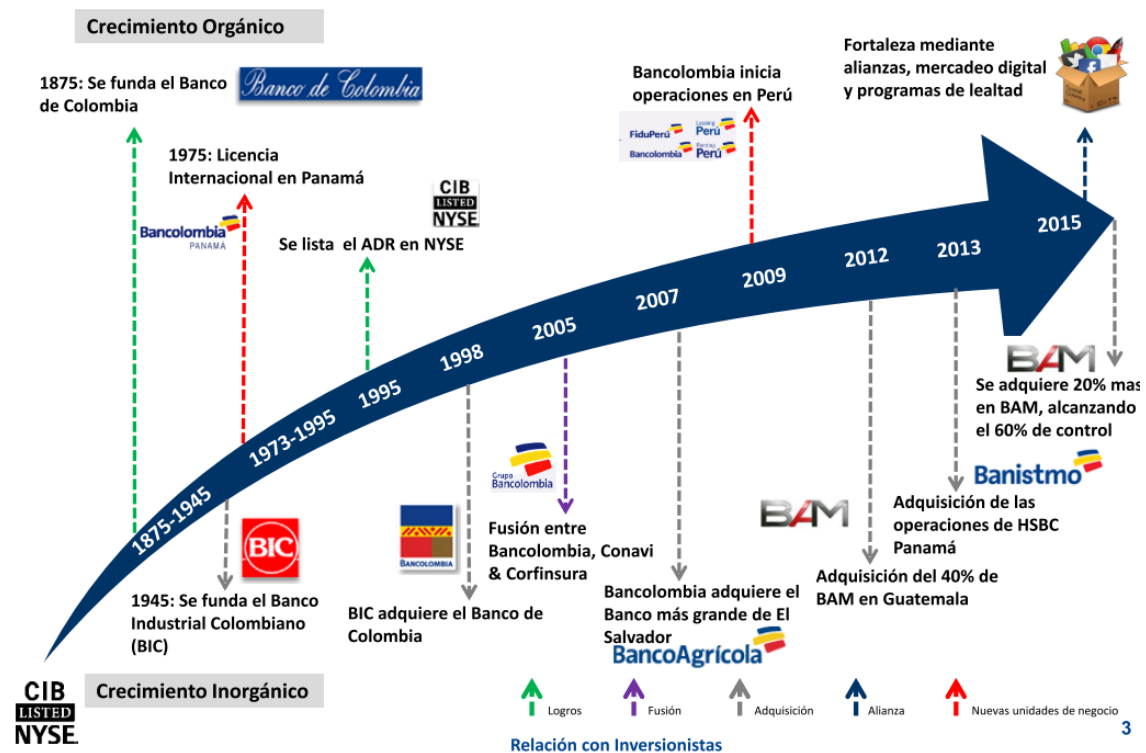 Crecimiento Orgánico
1875: Se funda el Banco
de Colombia
Banco de Colombia
1975: Licencia
Internacional en Panamá
Bancolombia
PANAMÁ
CIB
LISTED
NYSE
Se lista el ADR en NYSE
Bancolombia inicia
operaciones en Perú
FiduPerú
Leasing
Perú
Bancolombia
Renting
Perú
Fortaleza mediante
alianzas, mercadeo digital
y programas de lealtad
1875-1945
1973-1995
1995
1998
2005
2007
2009
2012
2013
2015
BIC
1945: Se funda el Banco
Industrial Colombiano
(BIC)
BANCOLOMBIA
BIC adquiere el Banco de
Colombia
Grupo
Bancolombia
Fusión entre
Bancolombia, Conavi
& Corfinsura
Bancolombia adquiere el
Banco más grande de El
Salvador
BancoAgrícola
BAM
Adquisición del 40% de
BAM en Guatemala
Banistmo
Adquisición de las
operaciones de HSBC
Panamá
BAM
Se adquiere 20% mas
en BAM, alcanzando
el 60% de control
CIB
LISTED
NYSE
Crecimiento Inorgánico
Logros
Fusión
Adquisición
Alianza
Nuevas unidades de negocio
Relación con Inversionistas
3